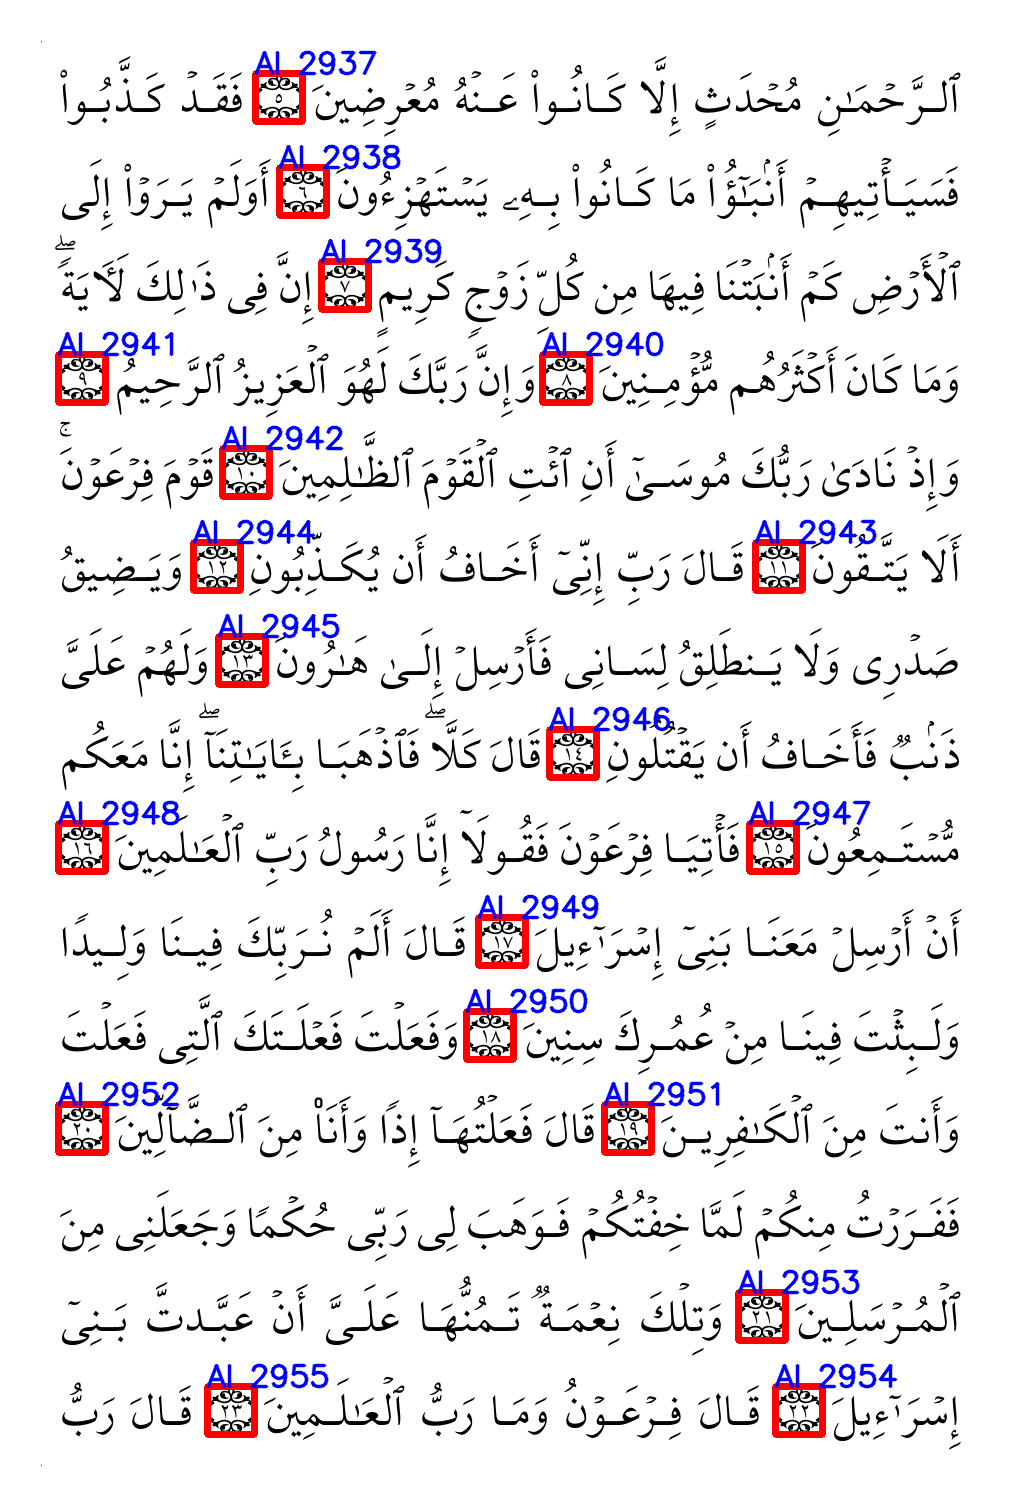 AI_2937
ٱلرَّحْمَـٰنِ مُحْدَثٍ إِلَّا كَانُوا۟ عَنْهُ مُعْرِضِينَ ٥ فَقَدْ كَذَّبُوا۟
AI_2938
فَسَيَأْتِيهِمْ أَنۢبَـٰٓؤُا۟ مَا كَانُوا۟ بِهِۦ يَسْتَهْزِءُونَ ٦ أَوَلَمْ يَرَوْا۟ إِلَى
AI_2939
ٱلْأَرْضِ كَمْ أَنۢبَتْنَا فِيهَا مِن كُلِّ زَوْجٍ كَرِيمٍ ٧ إِنَّ فِى ذَٰلِكَ لَـَٔايَةًۖ
AI_2940 AI_2941
وَمَا كَانَ أَكْثَرُهُم مُّؤْمِنِينَ ٨ وَإِنَّ رَبَّكَ لَهُوَ ٱلْعَزِيزُ ٱلرَّحِيمُ ٩
AI_2942
وَإِذْ نَادَىٰ رَبُّكَ مُوسَىٰٓ أَنِ ٱئْتِ ٱلْقَوْمَ ٱلظَّـٰلِمِينَ ١٠ قَوْمَ فِرْعَوْنَۚ
AI_2943 AI_2944
أَلَا يَتَّقُونَ ١١ قَالَ رَبِّ إِنِّىٓ أَخَافُ أَن يُكَذِّبُونِ ١٢ وَيَضِيقُ
AI_2945
صَدْرِى وَلَا يَنطَلِقُ لِسَانِى فَأَرْسِلْ إِلَىٰ هَـٰرُونَ ١٣ وَلَهُمْ عَلَىَّ
AI_2946
ذَنۢبٌ فَأَخَافُ أَن يَقْتُلُونِ ١٤ قَالَ كَلَّاۖ فَٱذْهَبَا بِـَٔايَـٰتِنَآۖ إِنَّا مَعَكُم
AI_2947 AI_2948
مُّسْتَمِعُونَ ١٥ فَأْتِيَا فِرْعَوْنَ فَقُولَآ إِنَّا رَسُولُ رَبِّ ٱلْعَـٰلَمِينَ ١٦
AI_2949
أَنْ أَرْسِلْ مَعَنَا بَنِىٓ إِسْرَٰٓءِيلَ ١٧ قَالَ أَلَمْ نُرَبِّكَ فِينَا وَلِيدًا
AI_2950
وَلَبِثْتَ فِينَا مِنْ عُمُرِكَ سِنِينَ ١٨ وَفَعَلْتَ فَعْلَتَكَ ٱلَّتِى فَعَلْتَ
AI_2951 AI_2952
وَأَنتَ مِنَ ٱلْكَـٰفِرِينَ ١٩ قَالَ فَعَلْتُهَآ إِذًا وَأَنَا۠ مِنَ ٱلضَّآلِّينَ ٢٠
فَفَرَرْتُ مِنكُمْ لَمَّا خِفْتُكُمْ فَوَهَبَ لِى رَبِّى حُكْمًا وَجَعَلَنِى مِنَ
AI_2953
ٱلْمُرْسَلِينَ ٢١ وَتِلْكَ نِعْمَةٌ تَمُنُّهَا عَلَىَّ أَنْ عَبَّدتَّ بَنِىٓ
AI_2954 AI_2955
إِسْرَٰٓءِيلَ ٢٢ قَالَ فِرْعَوْنُ وَمَا رَبُّ ٱلْعَـٰلَمِينَ ٢٣ قَالَ رَبُّ